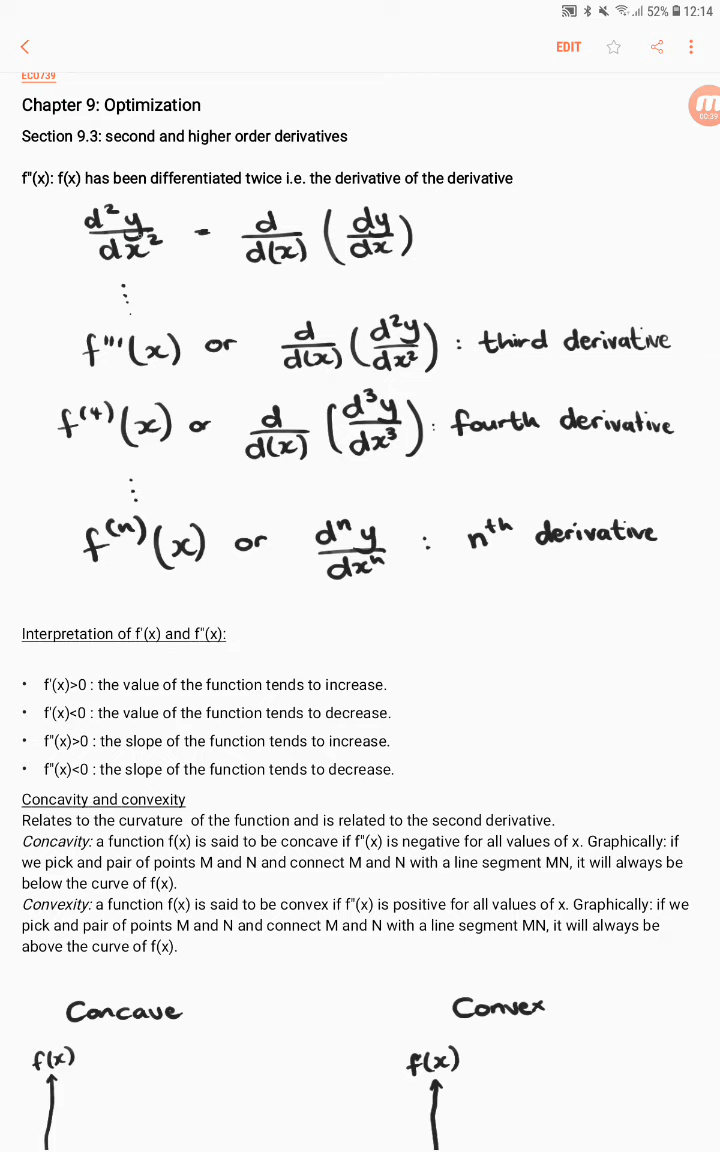 52% 12:14
EDIT
ECO739
Chapter 9: Optimization
m
00:39
Section 9.3: second and higher order derivatives
f"(x): f(x) has been differentiated twice i.e. the derivative of the derivative
d²y/dx² = d/d(x) (dy/dx)
⋮
f'''(x) or d/d(x) (d²y/dx²) : third derivative
f⁽⁴⁾(x) or d/d(x) (d³y/dx³) : fourth derivative
⋮
f⁽ⁿ⁾(x) or dⁿy/dxⁿ : nᵗʰ derivative
Interpretation of f'(x) and f"(x):
• f'(x)>0 : the value of the function tends to increase.
• f'(x)<0 : the value of the function tends to decrease.
• f"(x)>0 : the slope of the function tends to increase.
• f"(x)<0 : the slope of the function tends to decrease.
Concavity and convexity
Relates to the curvature of the function and is related to the second derivative.
Concavity: a function f(x) is said to be concave if f"(x) is negative for all values of x. Graphically: if
we pick and pair of points M and N and connect M and N with a line segment MN, it will always be
below the curve of f(x).
Convexity: a function f(x) is said to be convex if f"(x) is positive for all values of x. Graphically: if we
pick and pair of points M and N and connect M and N with a line segment MN, it will always be
above the curve of f(x).
Concave Convex
f(x) f(x)